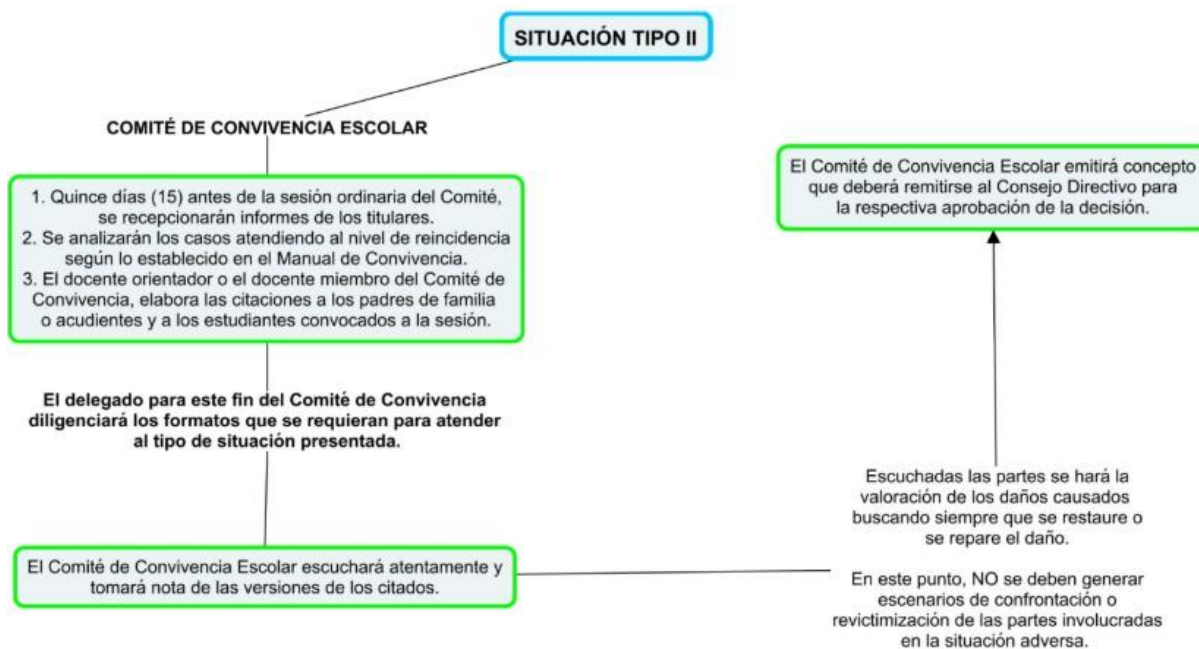 SITUACIÓN TIPO II
COMITÉ DE CONVIVENCIA ESCOLAR
1. Quince días (15) antes de la sesión ordinaria del Comité,
se recepcionarán informes de los titulares.
2. Se analizarán los casos atendiendo al nivel de reincidencia
según lo establecido en el Manual de Convivencia.
3. El docente orientador o el docente miembro del Comité de
Convivencia, elabora las citaciones a los padres de familia
o acudientes y a los estudiantes convocados a la sesión.
El delegado para este fin del Comité de Convivencia
diligenciará los formatos que se requieran para atender
al tipo de situación presentada.
El Comité de Convivencia Escolar escuchará atentamente y
tomará nota de las versiones de los citados.
Escuchadas las partes se hará la
valoración de los daños causados
buscando siempre que se restaure o
se repare el daño.
En este punto, NO se deben generar
escenarios de confrontación o
revictimización de las partes involucradas
en la situación adversa.
El Comité de Convivencia Escolar emitirá concepto
que deberá remitirse al Consejo Directivo para
la respectiva aprobación de la decisión.